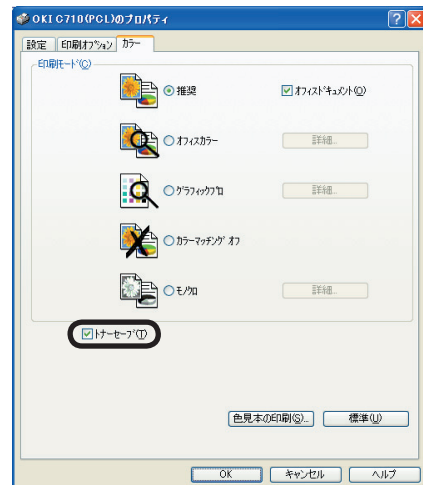 OKI C710(PCL)のプロパティ
設定 印刷オプション カラー
印刷モード(C)
推奨 オフィスドキュメント(O)
オフィスカラー 詳細...
グラフィックプロ 詳細...
カラーマッチング オフ
モノクロ 詳細...
トナーセーブ(T)
色見本の印刷(S)... 標準(U)
OK キャンセル ヘルプ